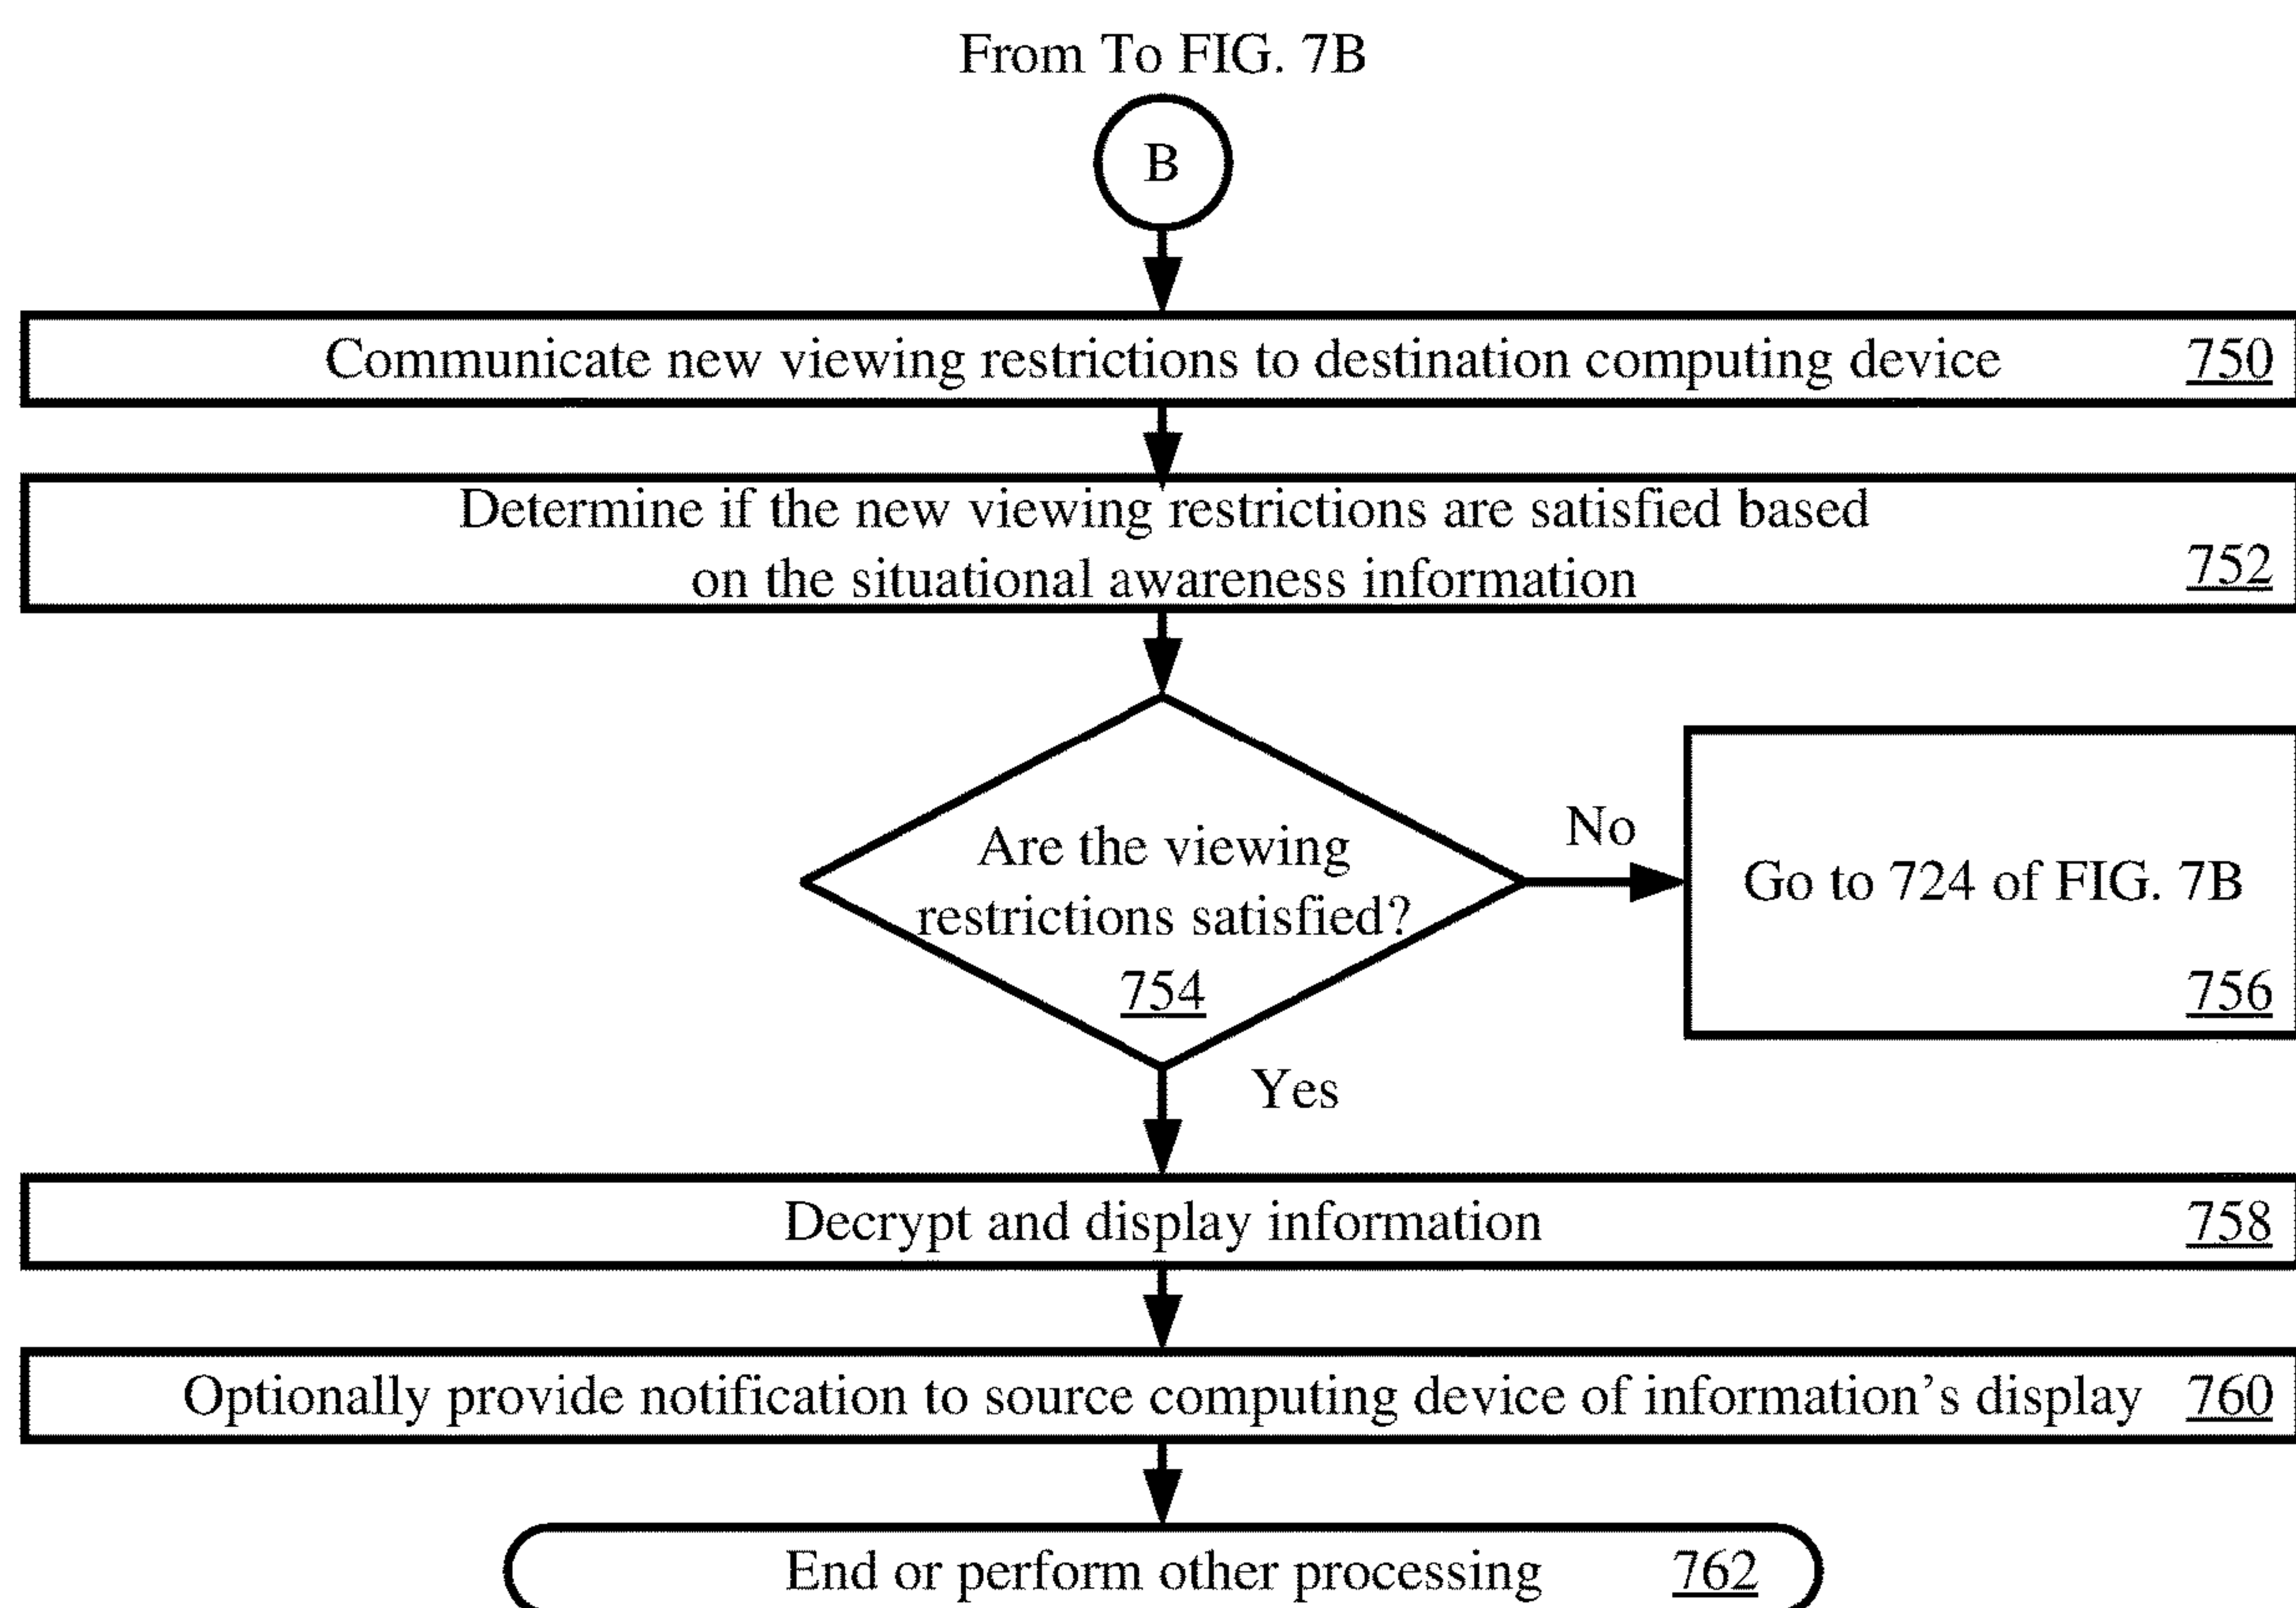 From To FIG. 7B
B
Communicate new viewing restrictions to destination computing device 750
Determine if the new viewing restrictions are satisfied based
on the situational awareness information 752
Are the viewing
restrictions satisfied?
754
No
Go to 724 of FIG. 7B
756
Yes
Decrypt and display information 758
Optionally provide notification to source computing device of information’s display 760
End or perform other processing 762